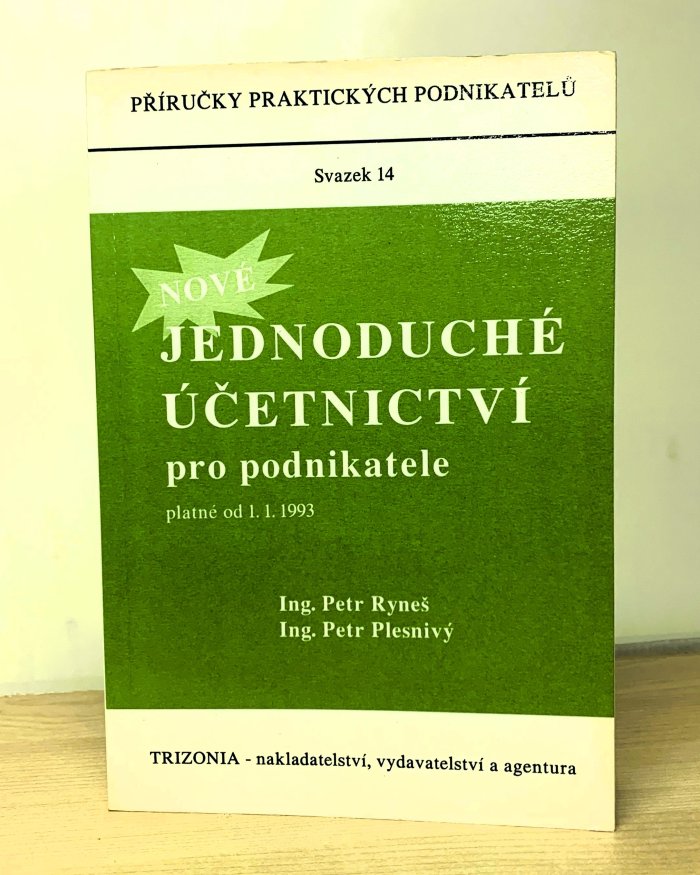 PŘÍRUČKY PRAKTICKÝCH PODNIKATELŮ
Svazek 14
NOVÉ
JEDNODUCHÉ
ÚČETNICTVÍ
pro podnikatele
platné od 1. 1. 1993
Ing. Petr Ryneš
Ing. Petr Plesnivý
TRIZONIA - nakladatelství, vydavatelství a agentura